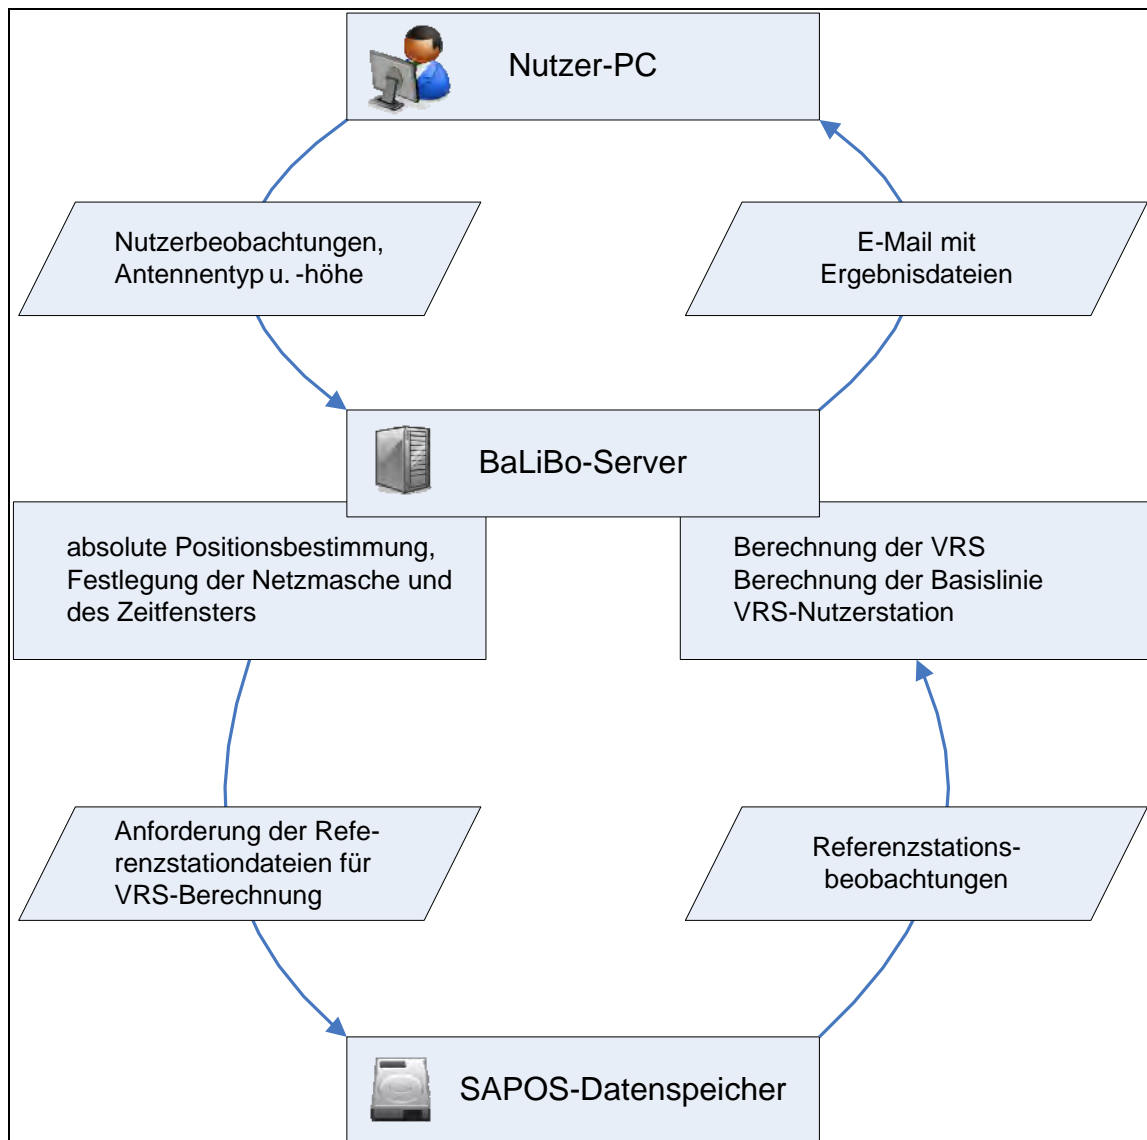 Nutzer-PC
Nutzerbeobachtungen,
Antennentyp u. -höhe
E-Mail mit
Ergebnisdateien
BaLiBo-Server
absolute Positionsbestimmung,
Festlegung der Netzmasche und
des Zeitfensters
Berechnung der VRS
Berechnung der Basislinie
VRS-Nutzerstation
Anforderung der Refe-
renzstationdateien für
VRS-Berechnung
Referenzstations-
beobachtungen
SAPOS-Datenspeicher